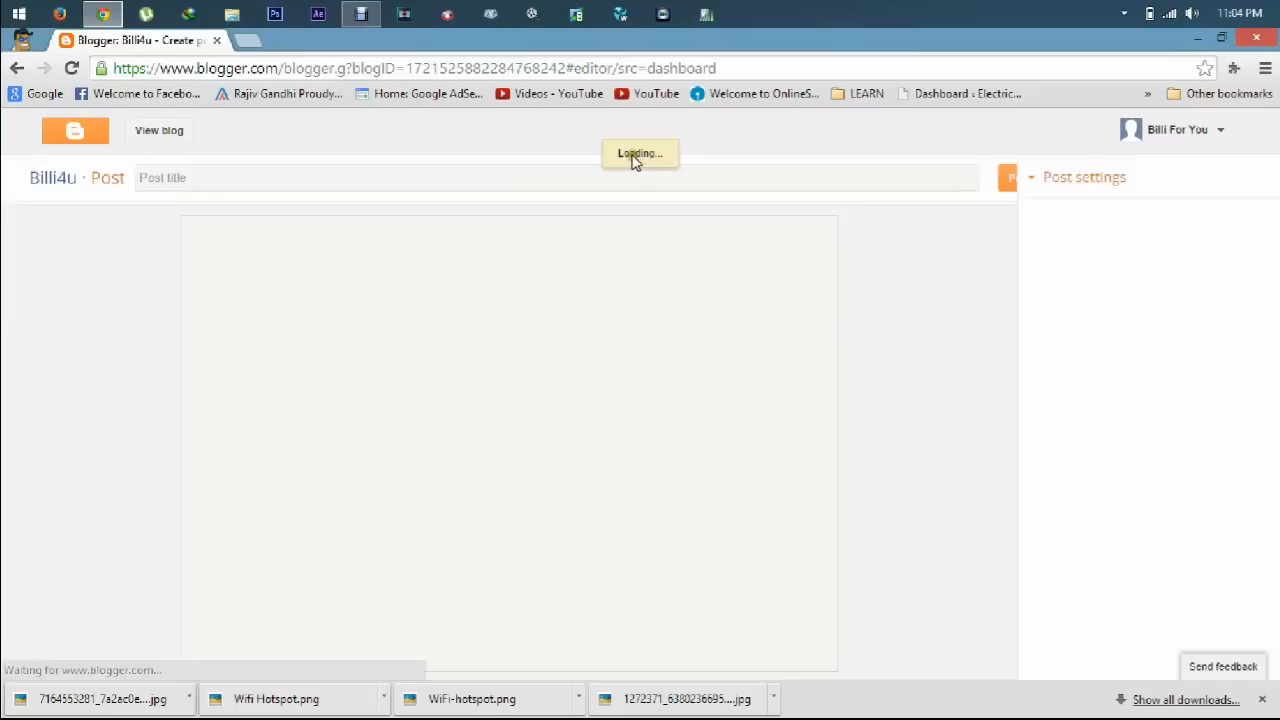 Ps
Ae
11:04 PM
Blogger: Billi4u - Create p
https://www.blogger.com/blogger.g?blogID=1721525882284768242#editor/src=dashboard
Google
Welcome to Facebo...
Rajiv Gandhi Proudy...
Home: Google AdSe...
Videos - YouTube
YouTube
Welcome to OnlineS...
LEARN
Dashboard ‹ Electric...
»
Other bookmarks
View blog
Billi For You
Loading...
Billi4u · Post
Post title
P
Post settings
Waiting for www.blogger.com...
Send feedback
7164553281_7a2ac0e....jpg
Wifi Hotspot.png
WiFi-hotspot.png
1272371_6380236695....jpg
Show all downloads...